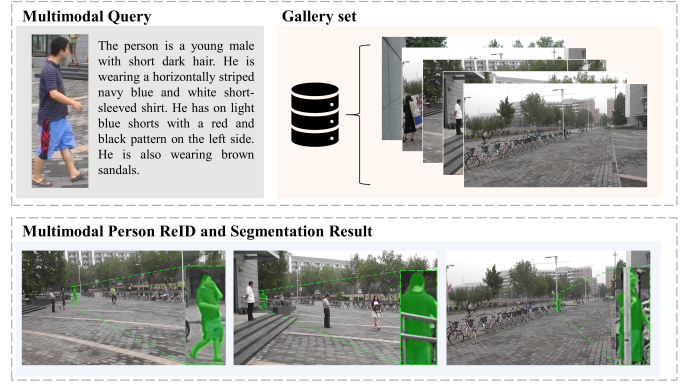 Multimodal Query
Gallery set
The person is a young male
with short dark hair. He is
wearing a horizontally striped
navy blue and white short-
sleeved shirt. He has on light
blue shorts with a red and
black pattern on the left side.
He is also wearing brown
sandals.
Multimodal Person ReID and Segmentation Result